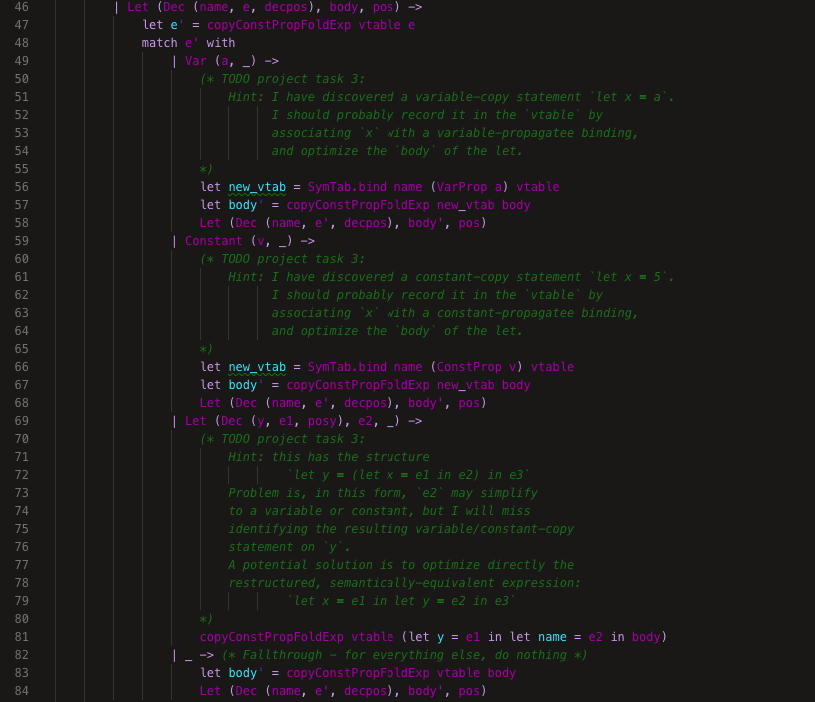 46 | Let (Dec (name, e, decpos), body, pos) ->
47 let e' = copyConstPropFoldExp vtable e
48 match e' with
49 | Var (a, _) ->
50 (* TODO project task 3:
51 Hint: I have discovered a variable-copy statement `let x = a`.
52 I should probably record it in the `vtable` by
53 associating `x` with a variable-propagatee binding,
54 and optimize the `body` of the let.
55 *)
56 let new_vtab = SymTab.bind name (VarProp a) vtable
57 let body' = copyConstPropFoldExp new_vtab body
58 Let (Dec (name, e', decpos), body', pos)
59 | Constant (v, _) ->
60 (* TODO project task 3:
61 Hint: I have discovered a constant-copy statement `let x = 5`.
62 I should probably record it in the `vtable` by
63 associating `x` with a constant-propagatee binding,
64 and optimize the `body` of the let.
65 *)
66 let new_vtab = SymTab.bind name (ConstProp v) vtable
67 let body' = copyConstPropFoldExp new_vtab body
68 Let (Dec (name, e', decpos), body', pos)
69 | Let (Dec (y, e1, posy), e2, _) ->
70 (* TODO project task 3:
71 Hint: this has the structure
72 `let y = (let x = e1 in e2) in e3`
73 Problem is, in this form, `e2` may simplify
74 to a variable or constant, but I will miss
75 identifying the resulting variable/constant-copy
76 statement on `y`.
77 A potential solution is to optimize directly the
78 restructured, semantically-equivalent expression:
79 `let x = e1 in let y = e2 in e3`
80 *)
81 copyConstPropFoldExp vtable (let y = e1 in let name = e2 in body)
82 | _ -> (* Fallthrough - for everything else, do nothing *)
83 let body' = copyConstPropFoldExp vtable body
84 Let (Dec (name, e', decpos), body', pos)